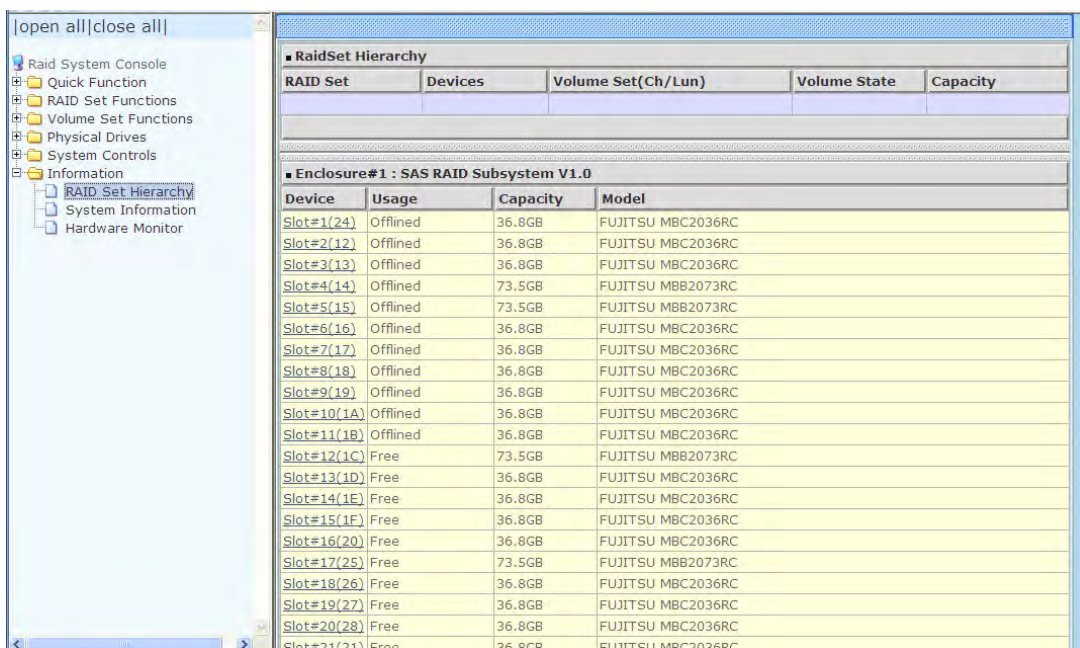 |open all|close all|
Raid System Console
Quick Function
RAID Set Functions
Volume Set Functions
Physical Drives
System Controls
Information
RAID Set Hierarchy
System Information
Hardware Monitor
RaidSet Hierarchy
RAID Set Devices Volume Set(Ch/Lun) Volume State Capacity
Enclosure#1 : SAS RAID Subsystem V1.0
Device Usage Capacity Model
Slot#1(24) Offlined 36.8GB FUJITSU MBC2036RC
Slot#2(12) Offlined 36.8GB FUJITSU MBC2036RC
Slot#3(13) Offlined 36.8GB FUJITSU MBC2036RC
Slot#4(14) Offlined 73.5GB FUJITSU MBB2073RC
Slot#5(15) Offlined 73.5GB FUJITSU MBB2073RC
Slot#6(16) Offlined 36.8GB FUJITSU MBC2036RC
Slot#7(17) Offlined 36.8GB FUJITSU MBC2036RC
Slot#8(18) Offlined 36.8GB FUJITSU MBC2036RC
Slot#9(19) Offlined 36.8GB FUJITSU MBC2036RC
Slot#10(1A) Offlined 36.8GB FUJITSU MBC2036RC
Slot#11(1B) Offlined 36.8GB FUJITSU MBC2036RC
Slot#12(1C) Free 73.5GB FUJITSU MBB2073RC
Slot#13(1D) Free 36.8GB FUJITSU MBC2036RC
Slot#14(1E) Free 36.8GB FUJITSU MBC2036RC
Slot#15(1F) Free 36.8GB FUJITSU MBC2036RC
Slot#16(20) Free 36.8GB FUJITSU MBC2036RC
Slot#17(25) Free 73.5GB FUJITSU MBB2073RC
Slot#18(26) Free 36.8GB FUJITSU MBC2036RC
Slot#19(27) Free 36.8GB FUJITSU MBC2036RC
Slot#20(28) Free 36.8GB FUJITSU MBC2036RC
Slot#21(21) Free 36.8GB FUJITSU MBC2036RC